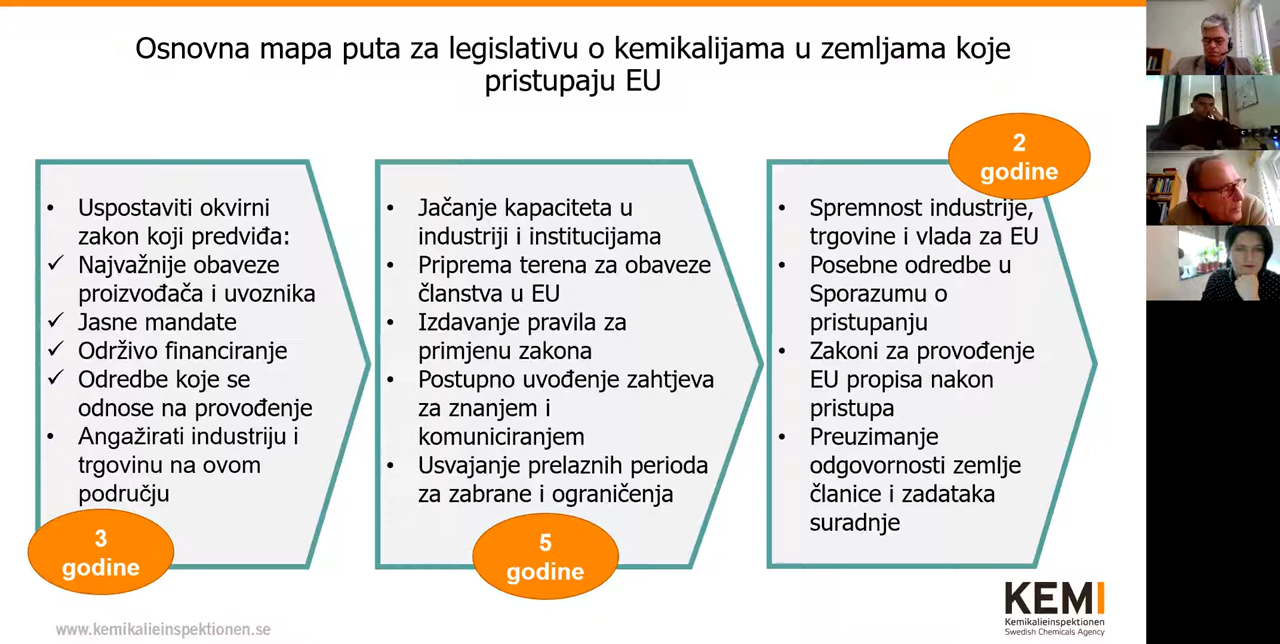 Osnovna mapa puta za legislativu o kemikalijama u zemljama koje
pristupaju EU
• Uspostaviti okvirni
zakon koji predviđa:
✓ Najvažnije obaveze
proizvođača i uvoznika
✓ Jasne mandate
✓ Održivo financiranje
✓ Odredbe koje se
odnose na provođenje
• Angažirati industriju i
trgovinu na ovom
području
3
godine
• Jačanje kapaciteta u
industriji i institucijama
• Priprema terena za obaveze
članstva u EU
• Izdavanje pravila za
primjenu zakona
• Postupno uvođenje zahtjeva
za znanjem i
komuniciranjem
• Usvajanje prelaznih perioda
za zabrane i ograničenja
5
godine
2
godine
• Spremnost industrije,
trgovine i vlada za EU
• Posebne odredbe u
Sporazumu o
pristupanju
• Zakoni za provođenje
EU propisa nakon
pristupa
• Preuzimanje
odgovornosti zemlje
članice i zadataka
suradnje
www.kemikalieinspektionen.se
KEMI
Kemikalieinspektionen
Swedish Chemicals Agency